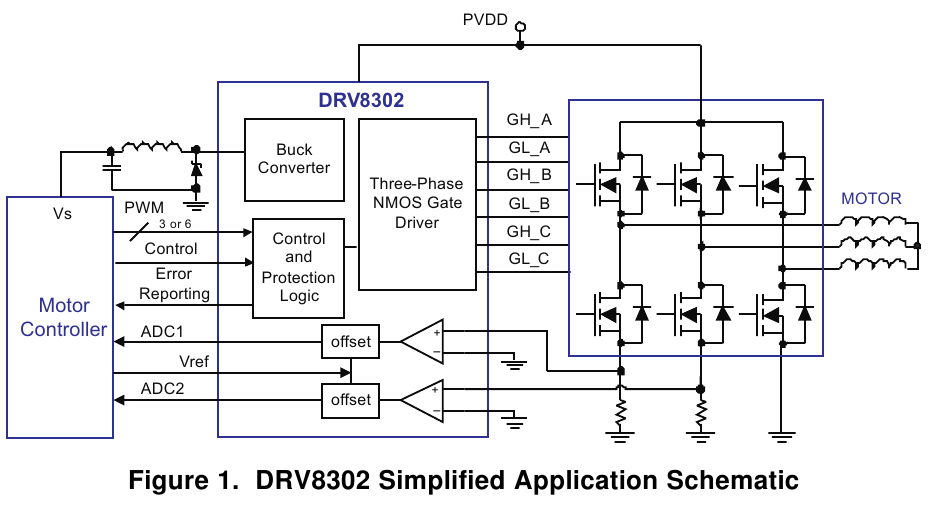 PVDD
DRV8302
Buck
Converter
Three-Phase
NMOS Gate
Driver
GH_A
GL_A
GH_B
GL_B
GH_C
GL_C
MOTOR
Vs
PWM
3 or 6
Control
Error
Reporting
Control
and
Protection
Logic
Motor
Controller
ADC1
offset
+
−
Vref
ADC2
offset
+
−
Figure 1. DRV8302 Simplified Application Schematic